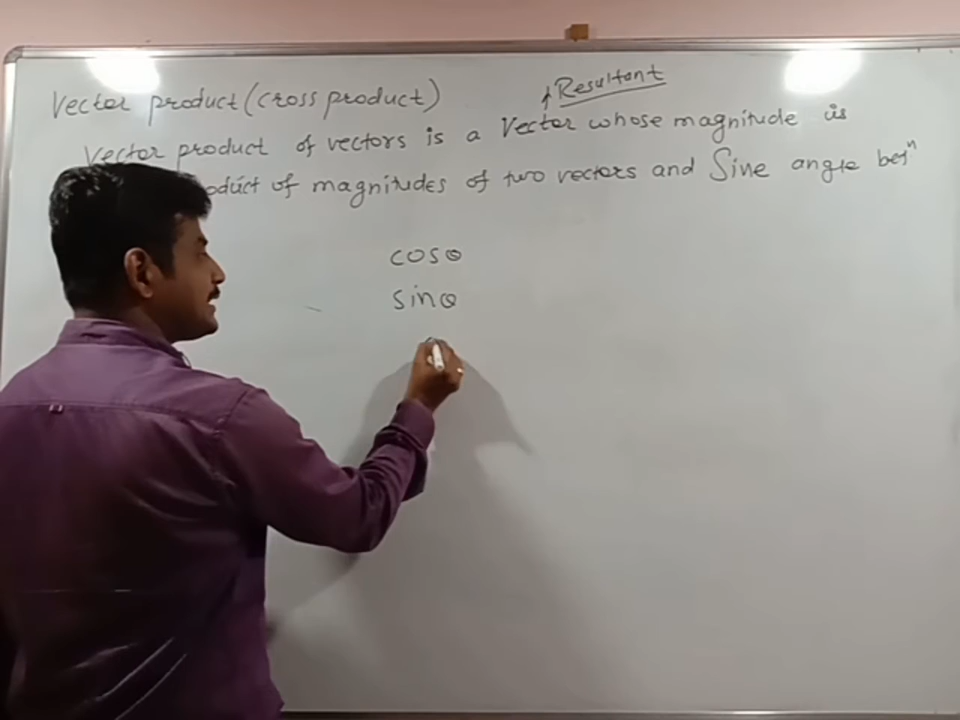 Resultant
Vector product (cross product)
Vector product of vectors is a Vector whose magnitude is
oduct of magnitudes of two vectors and Sine angle betⁿ
cosθ
sinθ